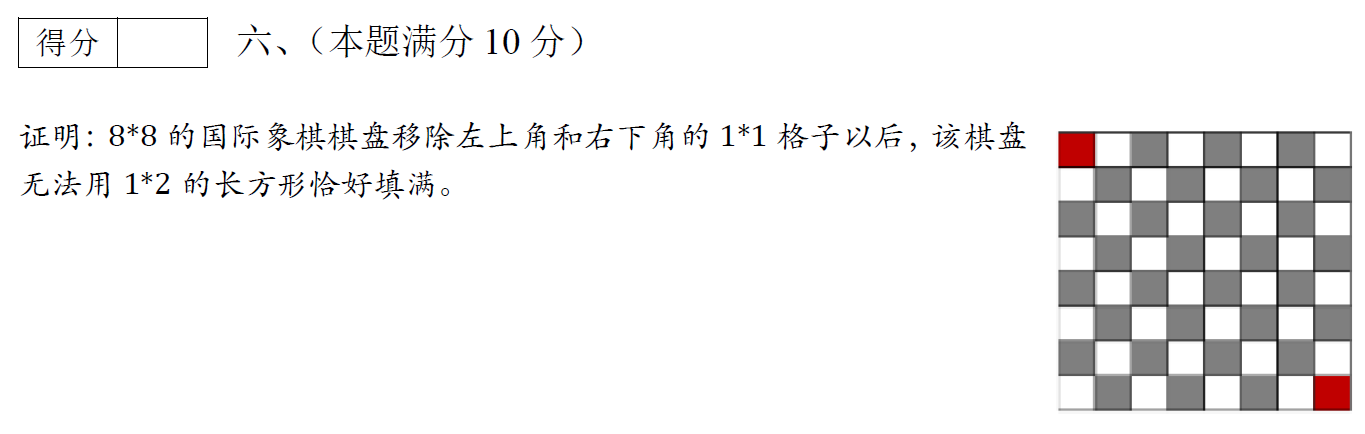 得分 六、（本题满分 10 分）
证明：8*8 的国际象棋棋盘移除左上角和右下角的 1*1 格子以后，该棋盘
无法用 1*2 的长方形恰好填满。